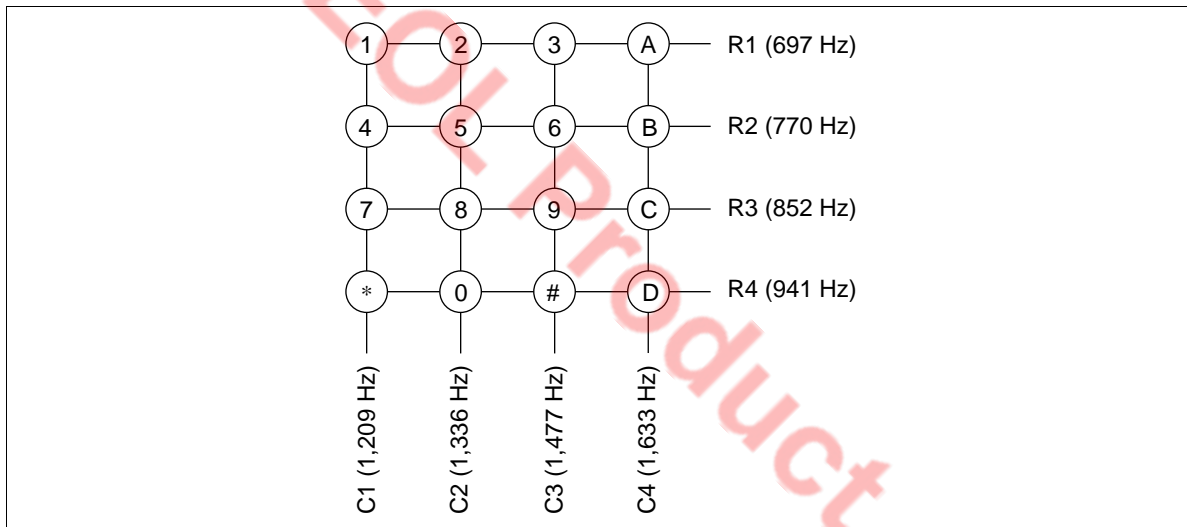 1 2 3 A R1 (697 Hz)
4 5 6 B R2 (770 Hz)
7 8 9 C R3 (852 Hz)
* 0 # D R4 (941 Hz)
C1 (1,209 Hz)
C2 (1,336 Hz)
C3 (1,477 Hz)
C4 (1,633 Hz)
EOL Product